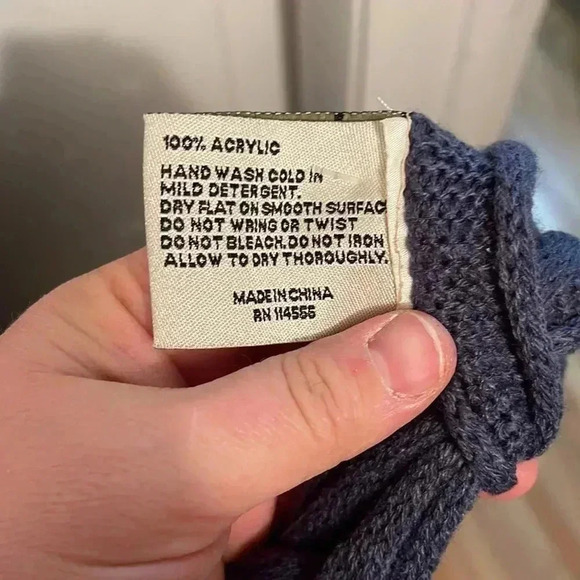 100% ACRYLIC
HAND WASH COLD IN
MILD DETERGENT.
DRY FLAT ON SMOOTH SURFAC
DO NOT WRING OR TWIST
DO NOT BLEACH. DO NOT IRON
ALLOW TO DRY THOROUGHLY.
MADE IN CHINA
RN 114555